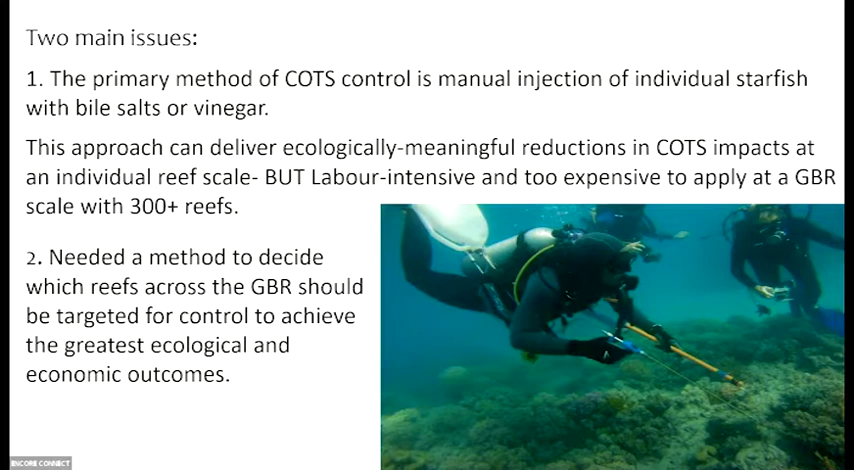 Two main issues:
1. The primary method of COTS control is manual injection of individual starfish
with bile salts or vinegar.
This approach can deliver ecologically-meaningful reductions in COTS impacts at
an individual reef scale- BUT Labour-intensive and too expensive to apply at a GBR
scale with 300+ reefs.
2. Needed a method to decide
which reefs across the GBR should
be targeted for control to achieve
the greatest ecological and
economic outcomes.
ENCORE CONNECT